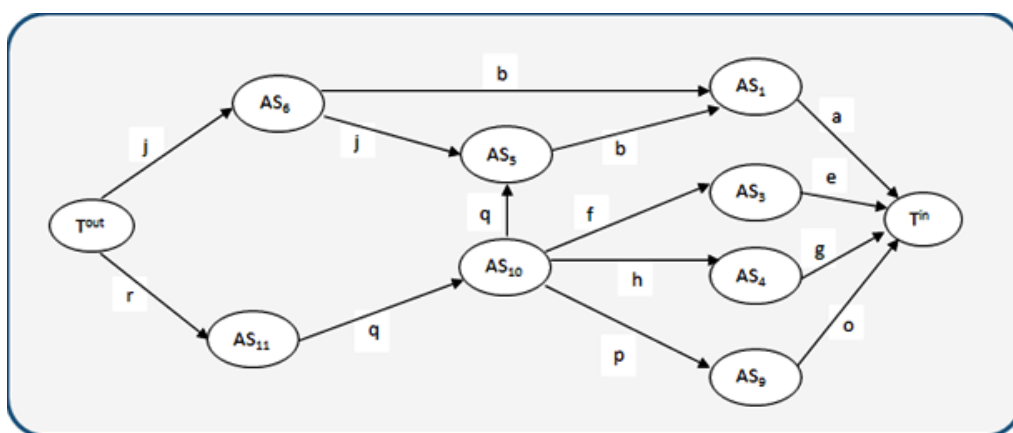 b
AS₁
AS₆
a
j
j
AS₅
b
e
AS₃
q
f
Tᵒᵘᵗ
Tⁱⁿ
g
AS₁₀
h
AS₄
r
q
o
AS₁₁
p
AS₉